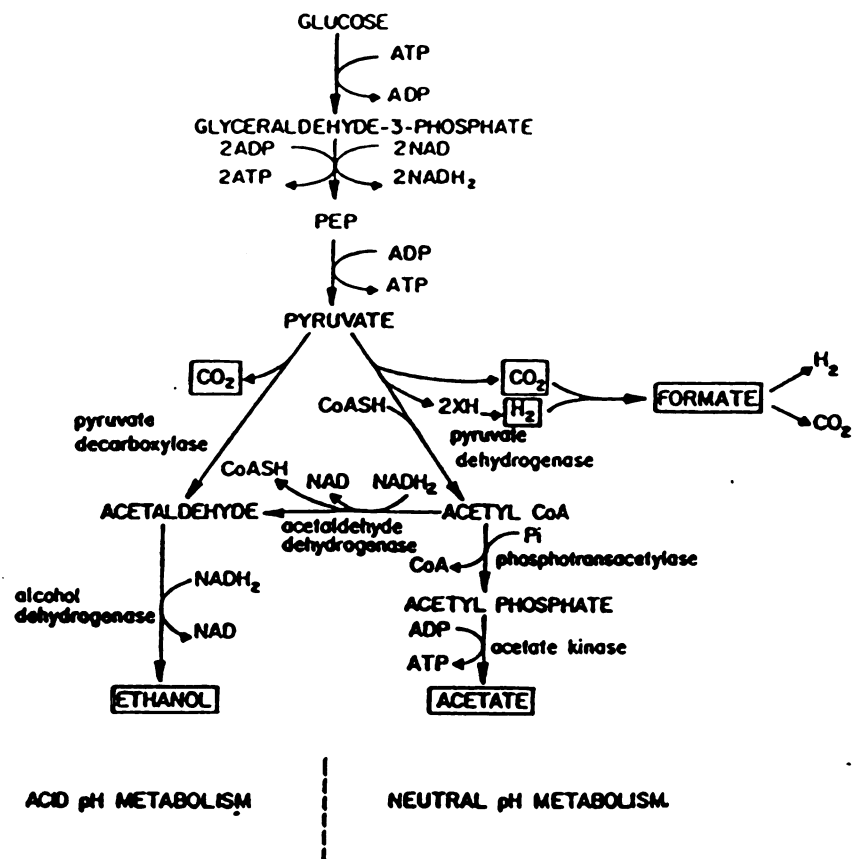 GLUCOSE
ATP
ADP
GLYCERALDEHYDE-3-PHOSPHATE
2ADP
2NAD
2ATP
2NADH₂
PEP
ADP
ATP
PYRUVATE
CO₂
CO₂
H₂
CoASH
2XH
H₂
FORMATE
CO₂
pyruvate
decarboxylase
pyruvate
dehydrogenase
CoASH
NAD
NADH₂
ACETALDEHYDE
ACETYL CoA
acetaldehyde
dehydrogenase
Pi
CoA
phosphotransacetylase
NADH₂
alcohol
dehydrogenase
NAD
ACETYL PHOSPHATE
ADP
ATP
acetate kinase
ETHANOL
ACETATE
ACID pH METABOLISM
NEUTRAL pH METABOLISM.